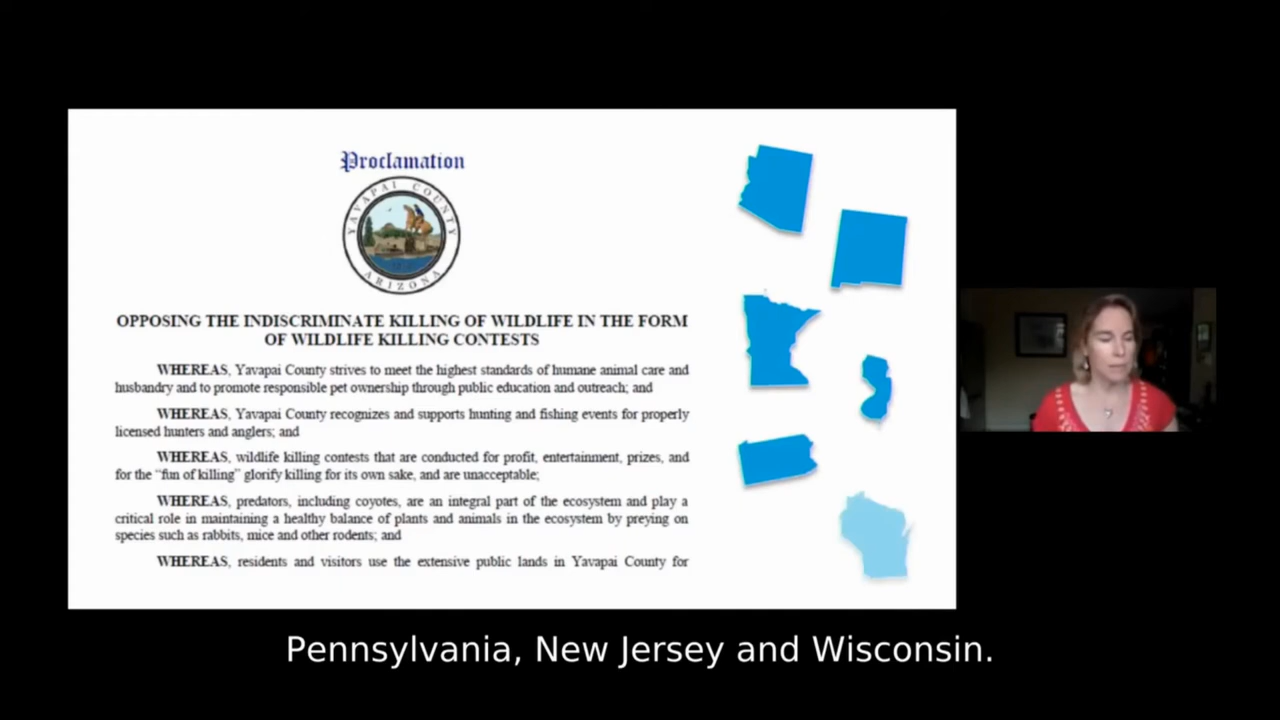 Proclamation
YAVAPAI COUNTY
ARIZONA
OPPOSING THE INDISCRIMINATE KILLING OF WILDLIFE IN THE FORM
OF WILDLIFE KILLING CONTESTS
WHEREAS, Yavapai County strives to meet the highest standards of humane animal care and
husbandry and to promote responsible pet ownership through public education and outreach; and
WHEREAS, Yavapai County recognizes and supports hunting and fishing events for properly
licensed hunters and anglers; and
WHEREAS, wildlife killing contests that are conducted for profit, entertainment, prizes, and
for the “fun of killing” glorify killing for its own sake, and are unacceptable;
WHEREAS, predators, including coyotes, are an integral part of the ecosystem and play a
critical role in maintaining a healthy balance of plants and animals in the ecosystem by preying on
species such as rabbits, mice and other rodents; and
WHEREAS, residents and visitors use the extensive public lands in Yavapai County for
Pennsylvania, New Jersey and Wisconsin.